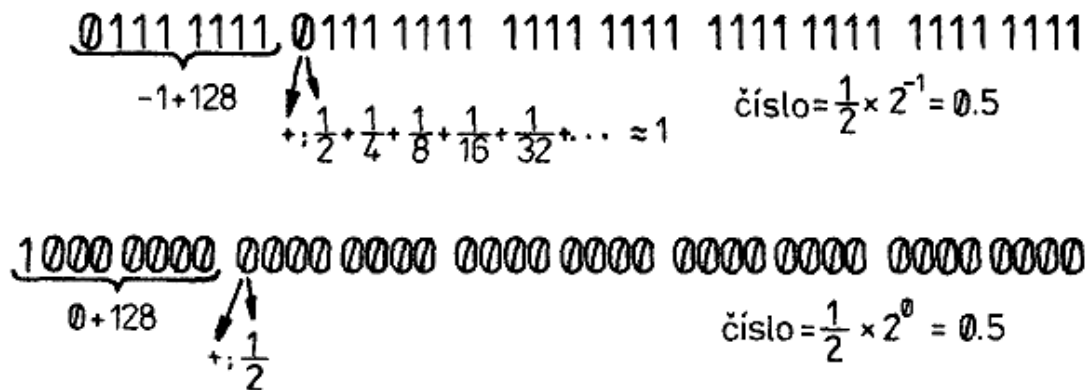 0111 1111 0111 1111 1111 1111 1111 1111 1111 1111
-1+128 číslo = 1/2 × 2^-1 = 0.5
+; 1/2 + 1/4 + 1/8 + 1/16 + 1/32 + ... ≈ 1
1000 0000 0000 0000 0000 0000 0000 0000 0000 0000
0+128 číslo = 1/2 × 2^0 = 0.5
+; 1/2